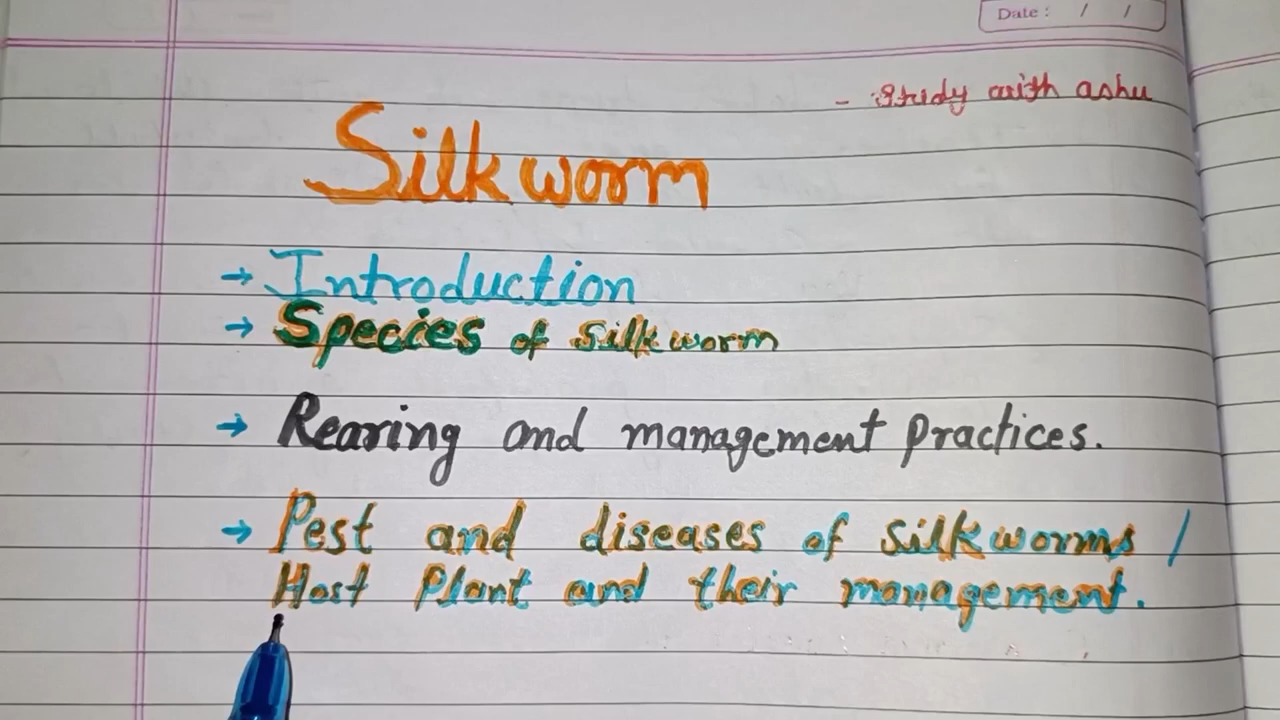 Date: / /
- Study with ashu
Silkworm
→ Introduction
→ Species of silkworm
→ Rearing and management practices.
→ Pest and diseases of silkworms /
Host Plant and their management.